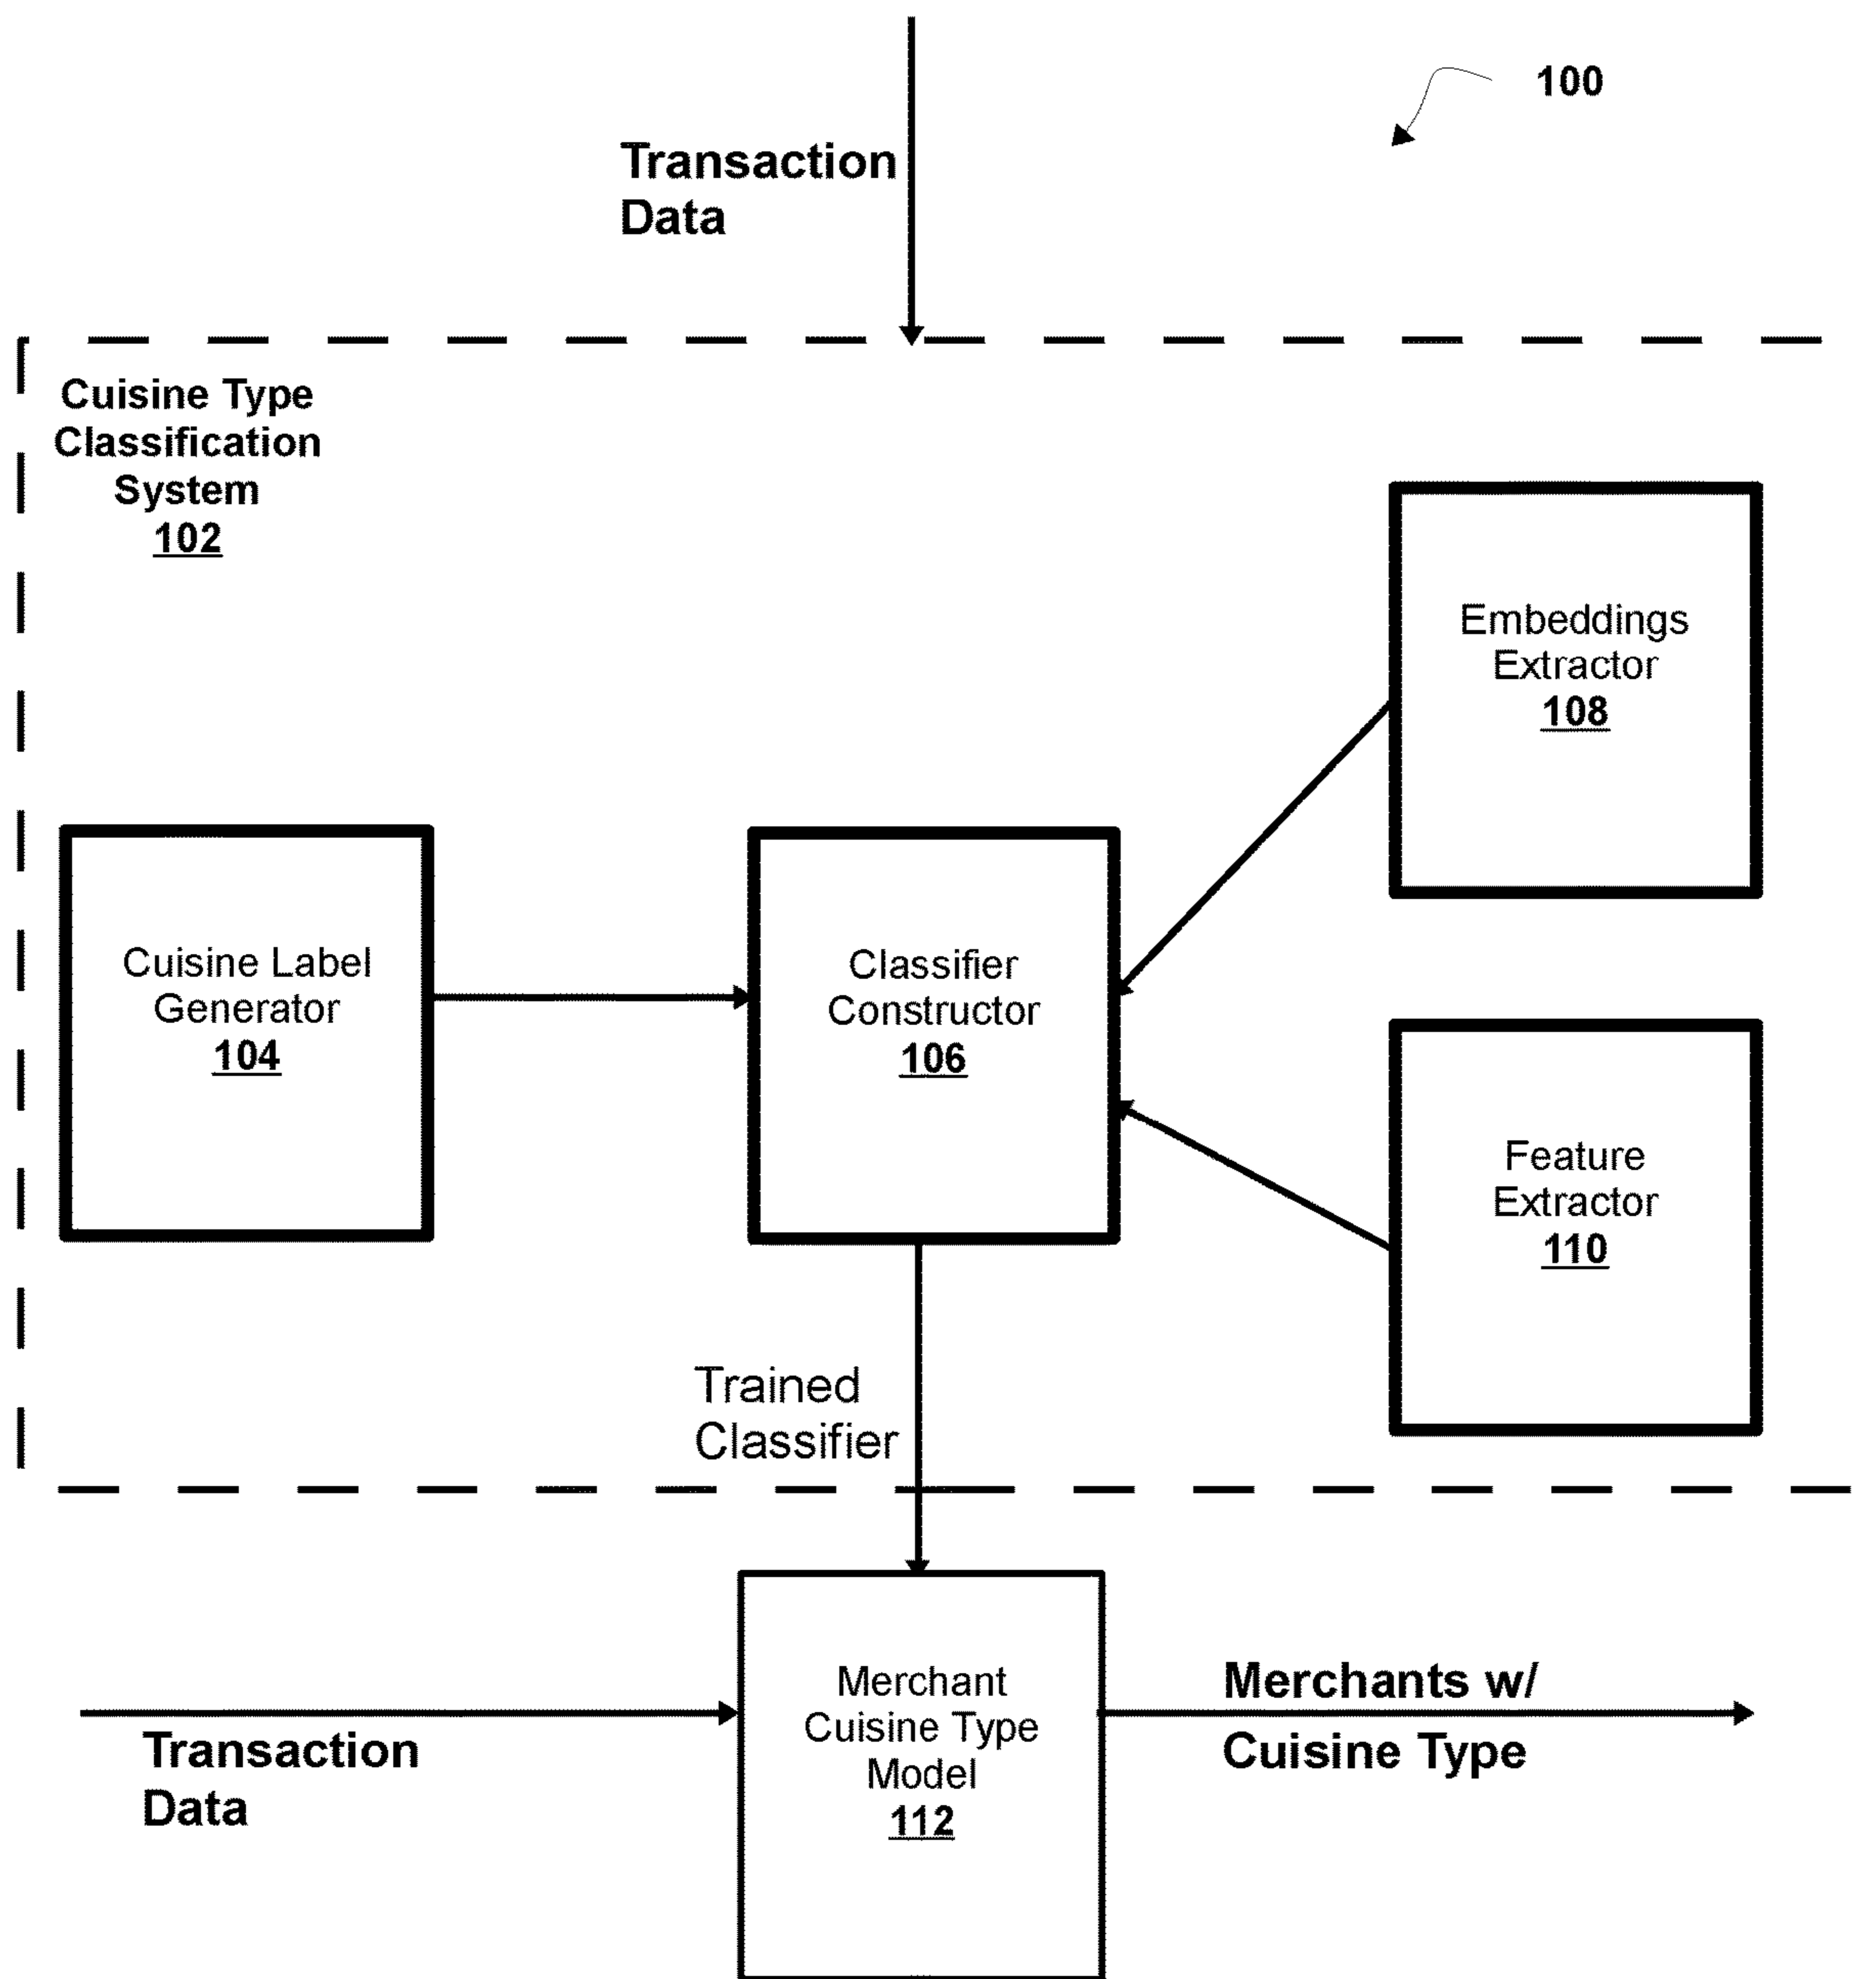 100
Transaction
Data
Cuisine Type
Classification
System
102
Embeddings
Extractor
108
Cuisine Label
Generator
104
Classifier
Constructor
106
Feature
Extractor
110
Trained
Classifier
Transaction
Data
Merchant
Cuisine Type
Model
112
Merchants w/
Cuisine Type